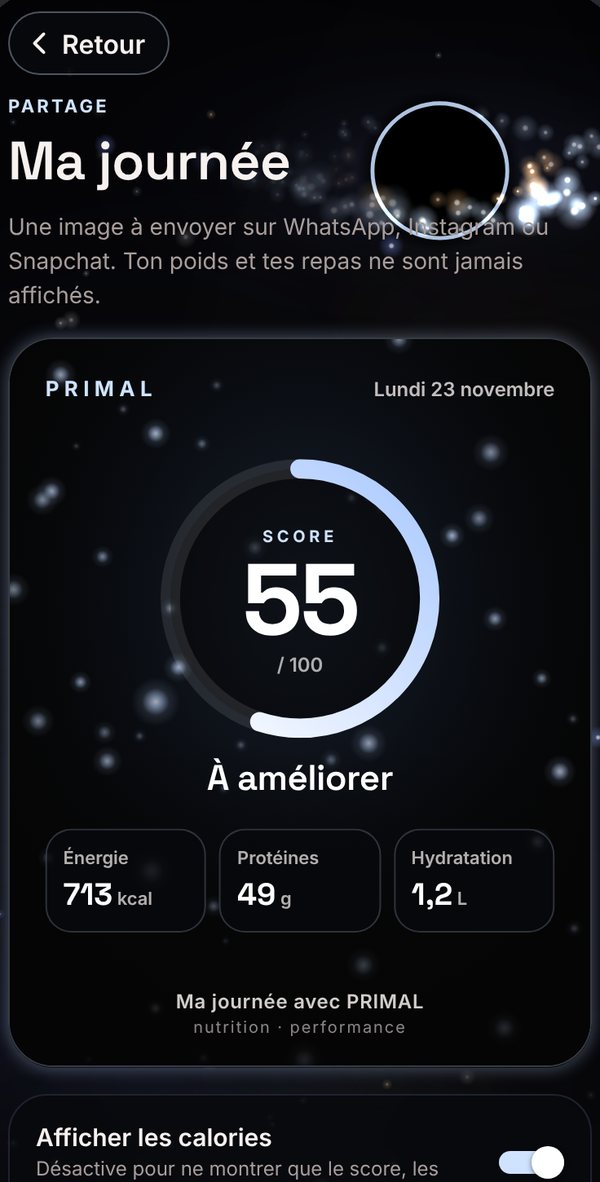 Retour
PARTAGE
Ma journée
Une image à envoyer sur WhatsApp, Instagram ou
Snapchat. Ton poids et tes repas ne sont jamais
affichés.
PRIMAL
Lundi 23 novembre
SCORE
55
/ 100
À améliorer
Énergie
713 kcal
Protéines
49 g
Hydratation
1,2 L
Ma journée avec PRIMAL
nutrition · performance
Afficher les calories
Désactive pour ne montrer que le score, les